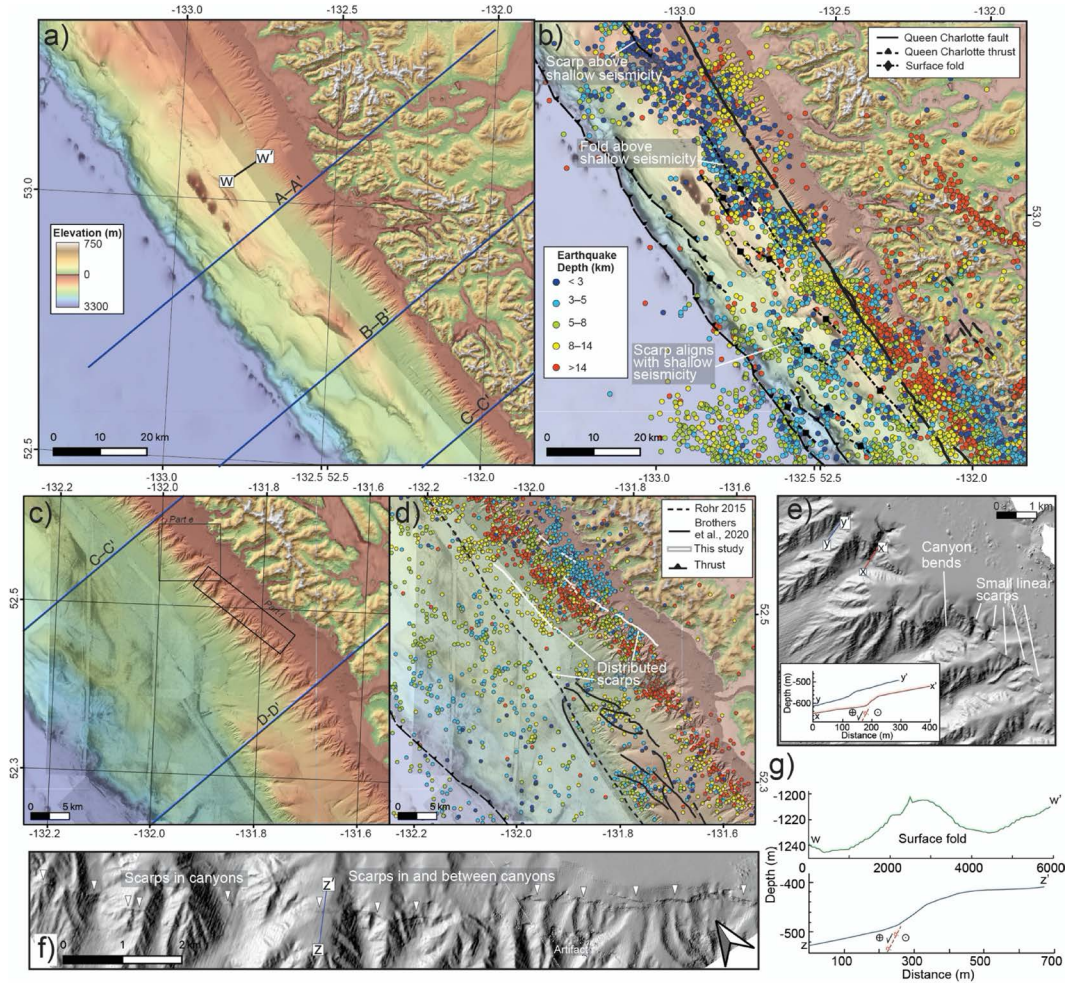 -133.0
-132.5
-133.0
-132.5
-132.0
a)
b)
Queen Charlotte fault
Queen Charlotte thrust
Surface fold
Scarp above
shallow seismicity
Fold above
shallow seismicity
w'
w
A–A'
53.0
53.0
Elevation (m)
750
0
3300
Earthquake
Depth (km)
< 3
3–5
5–8
8–14
>14
B–B'
Scarp aligns
with shallow
seismicity
C–C'
52.5
0 10 20 km
0 10 20 km
-133.0
-132.5
52.5
-132.0
-133.0
-132.5
52.5
-132.0
-132.2
-132.0
-131.8
-133.0
-131.6
-132.2
-132.0
-131.8
-133.0
-131.6
c)
Part e
C–C'
d)
Rohr 2015
Brothers
et al., 2020
This study
Thrust
e)
0 1 km
y'
y
x'
x
Canyon
bends
Small linear
scarps
52.5
52.5
Distributed
scarps
D-D'
52.3
52.3
0 5 km
0 5 km
-132.2
-132.0
-131.8
-131.6
-132.2
-132.0
-131.8
-131.6
-500
-600
Depth (m)
y
y'
x
x'
0 100 200 300 400
Distance (m)
g)
-1200
-1220
1240
w
w'
Surface fold
0 2000 4000 6000
Depth (m)
-400
-500
z
z'
100 300 500 700
Distance (m)
Scarps in canyons
Scarps in and between canyons
z'
z
f)
0 1 2 km
Artifact